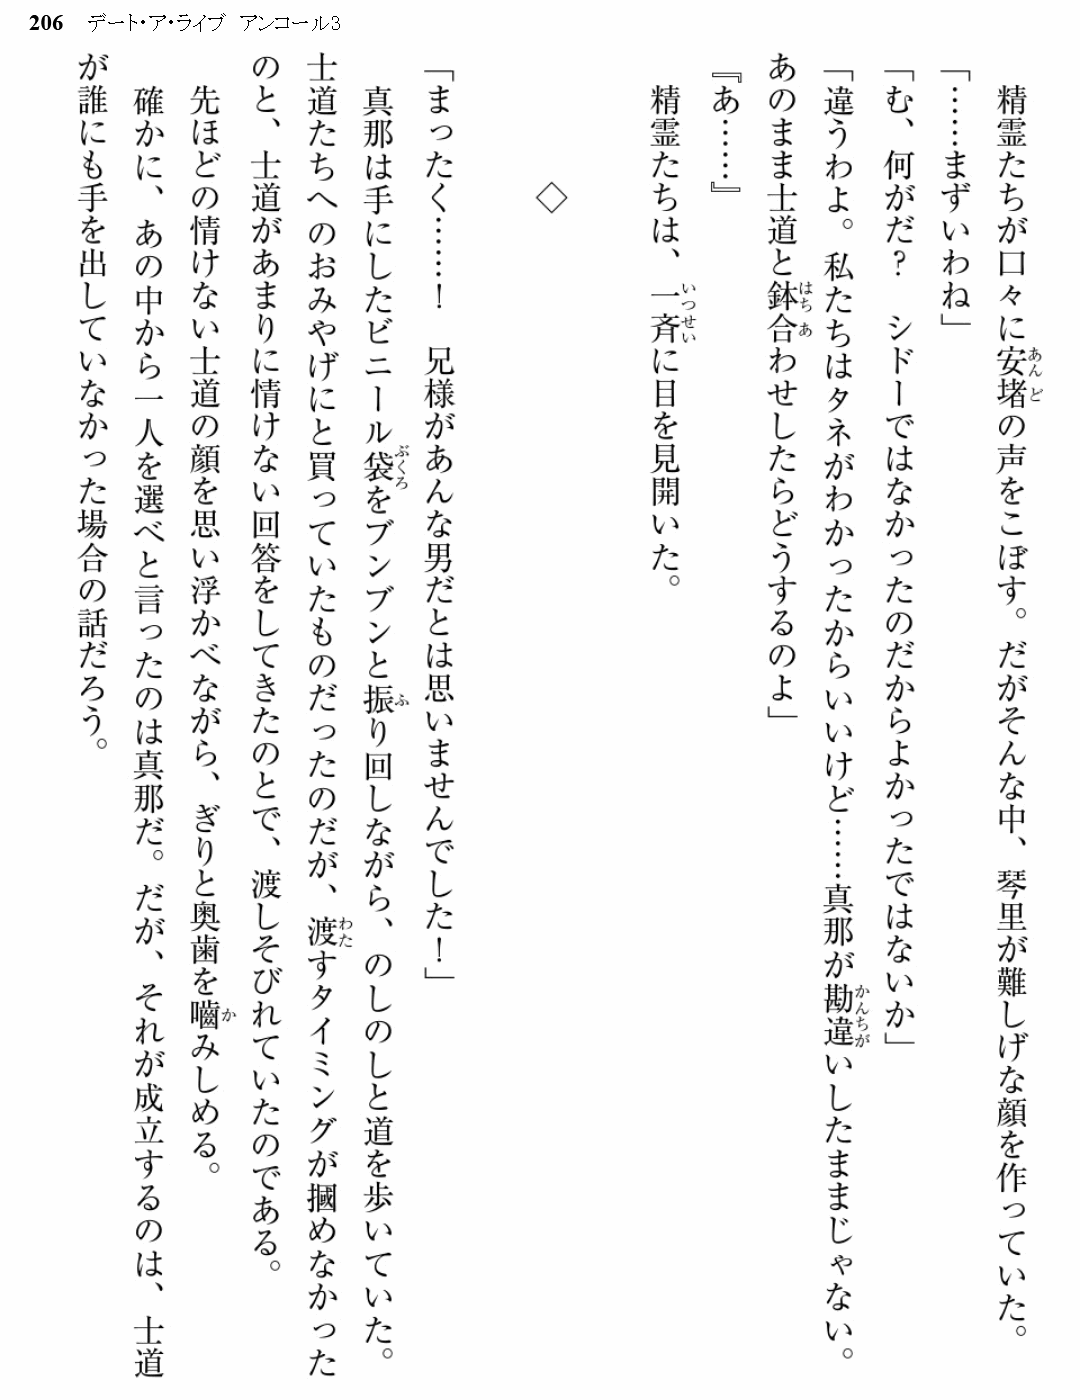 206 デート・ア・ライブ アンコール3
　精霊たちが口々に安堵の声をこぼす。だがそんな中、琴里が難しげな顔を作っていた。
「……まずいわね」
「む、何がだ？　シドーではなかったのだからよかったではないか」
「違うわよ。私たちはタネがわかったからいいけど……真那が勘違いしたままじゃない。
あのまま士道と鉢合わせしたらどうするのよ」
『あ……』
　精霊たちは、一斉に目を見開いた。
◇
「まったく……！　兄様があんな男だとは思いませんでした！」
　真那は手にしたビニール袋をブンブンと振り回しながら、のしのしと道を歩いていた。
士道たちへのおみやげにと買っていたものだったのだが、渡すタイミングが摑めなかった
のと、士道があまりに情けない回答をしてきたのとで、渡しそびれていたのである。
　先ほどの情けない士道の顔を思い浮かべながら、ぎりと奥歯を嚙みしめる。
　確かに、あの中から一人を選べと言ったのは真那だ。だが、それが成立するのは、士道
が誰にも手を出していなかった場合の話だろう。